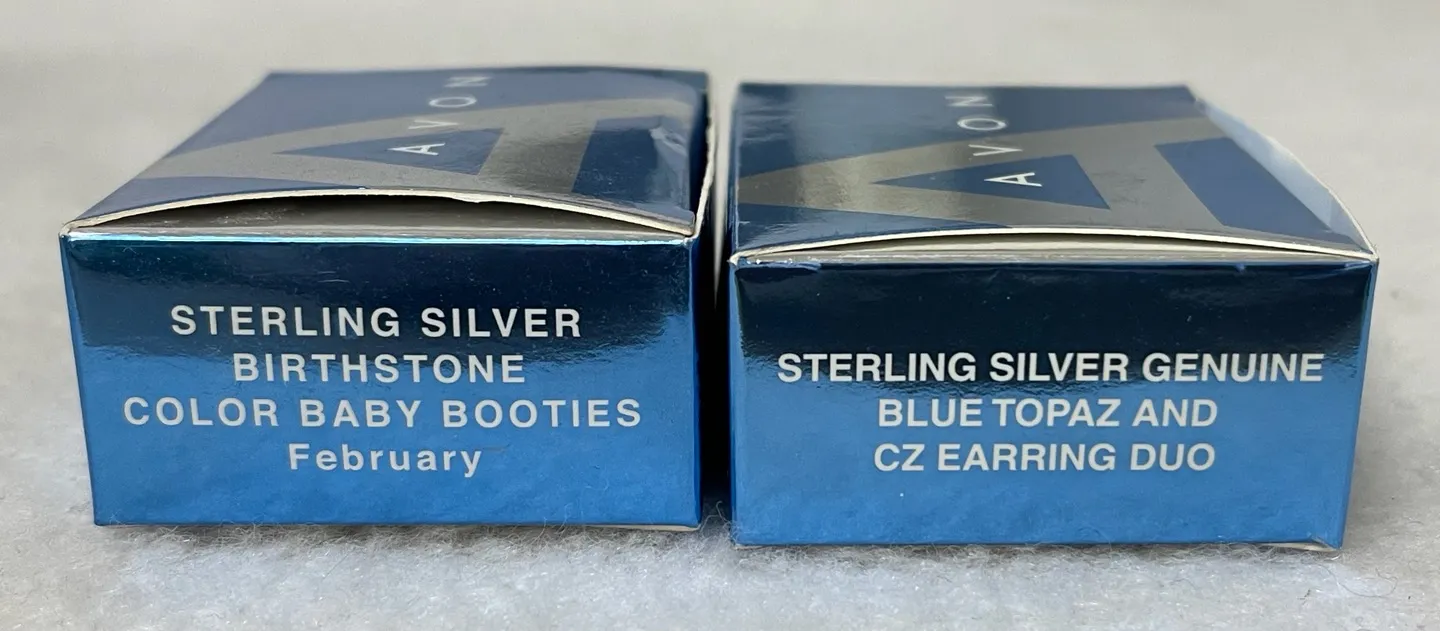 AVON
STERLING SILVER
BIRTHSTONE
COLOR BABY BOOTIES
February
AVON
STERLING SILVER GENUINE
BLUE TOPAZ AND
CZ EARRING DUO